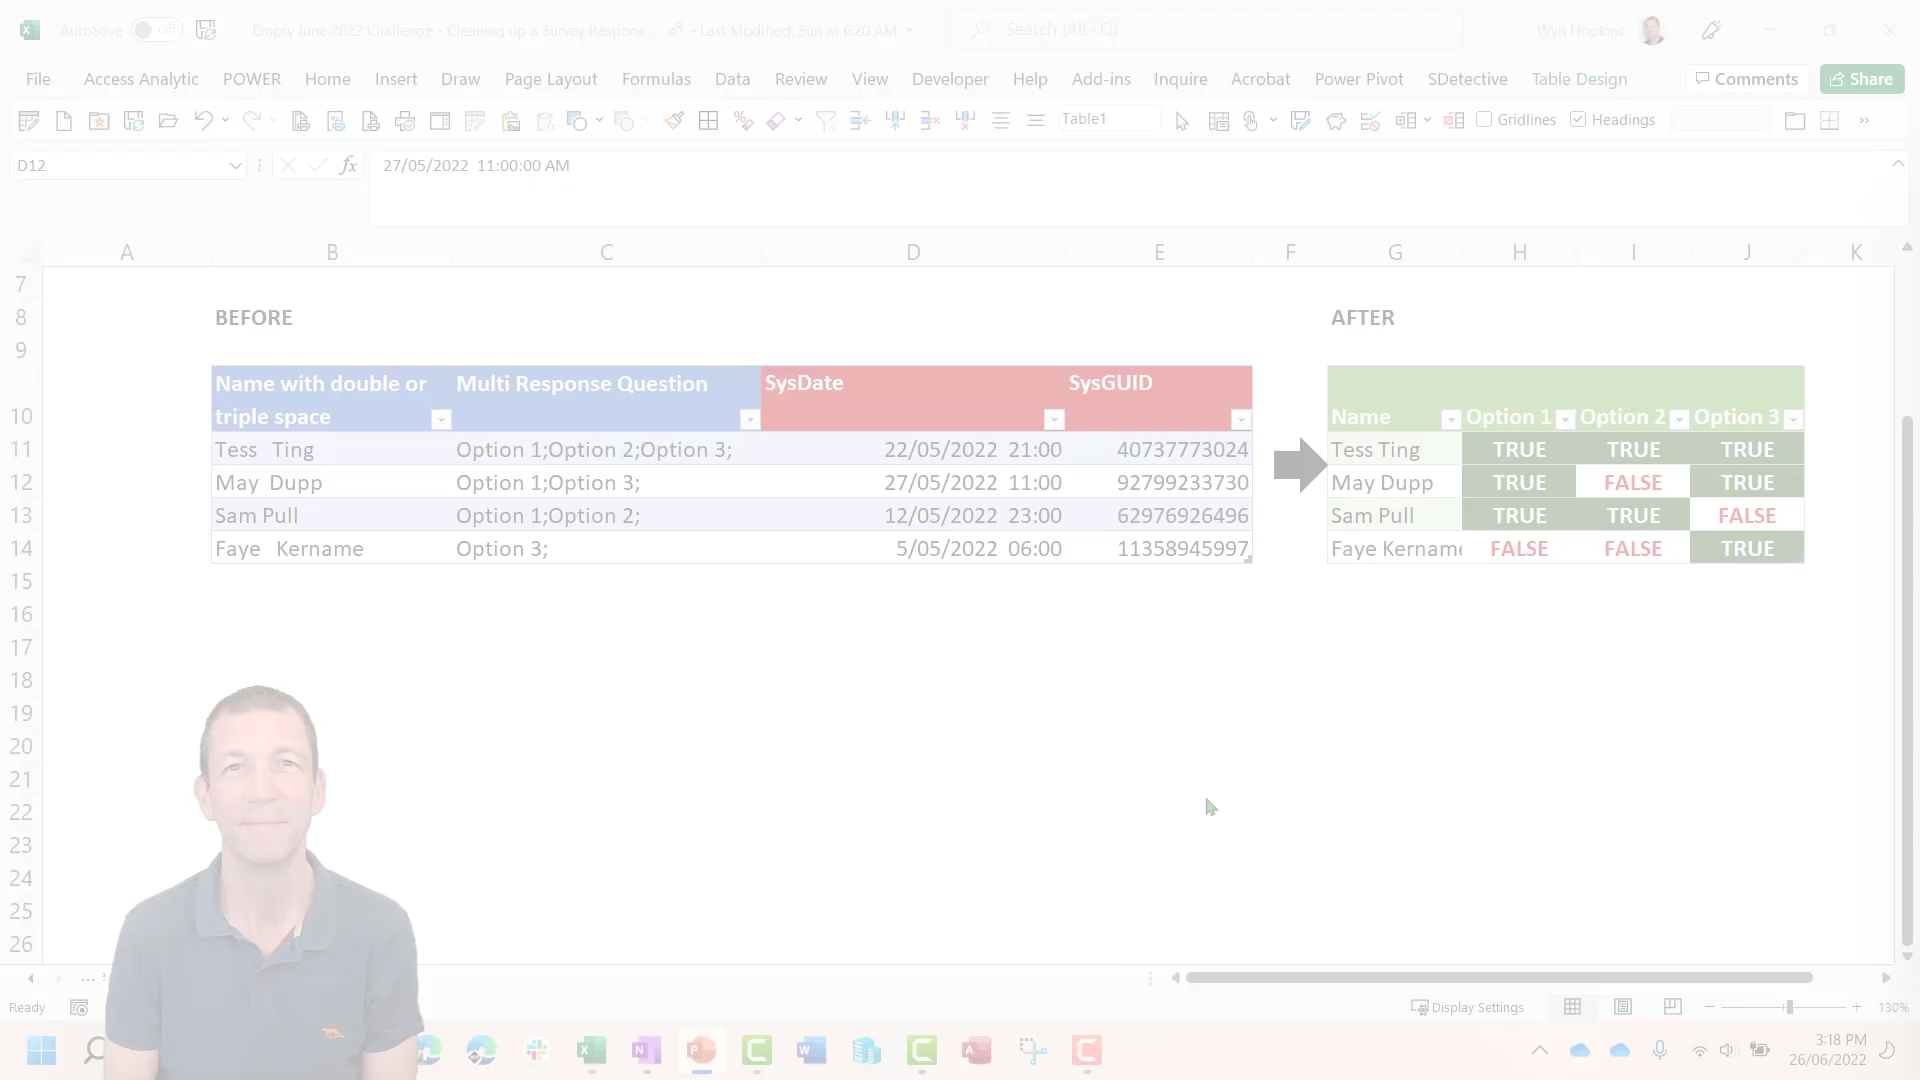 AutoSave Off Empty June 2022 Challenge - Cleaning up a Survey Respons... • Last Modified: Sun at 6:20 AM Search (Alt+Q) Wyn Hopkins
File Access Analytic POWER Home Insert Draw Page Layout Formulas Data Review View Developer Help Add-ins Inquire Acrobat Power Pivot SDetective Table Design Comments Share
Table1 Gridlines Headings
D12 fx 27/05/2022 11:00:00 AM
A B C D E F G H I J K
7
8 BEFORE AFTER
9
Name with double or Multi Response Question SysDate SysGUID
10 triple space Name Option 1 Option 2 Option 3
11 Tess Ting Option 1;Option 2;Option 3; 22/05/2022 21:00 40737773024 Tess Ting TRUE TRUE TRUE
12 May Dupp Option 1;Option 3; 27/05/2022 11:00 92799233730 May Dupp TRUE FALSE TRUE
13 Sam Pull Option 1;Option 2; 12/05/2022 23:00 62976926496 Sam Pull TRUE TRUE FALSE
14 Faye Kername Option 3; 5/05/2022 06:00 11358945997 Faye Kername FALSE FALSE TRUE
15
16
17
18
19
20
21
22
23
24
25
26
...
Ready Display Settings 130%
3:18 PM
26/06/2022